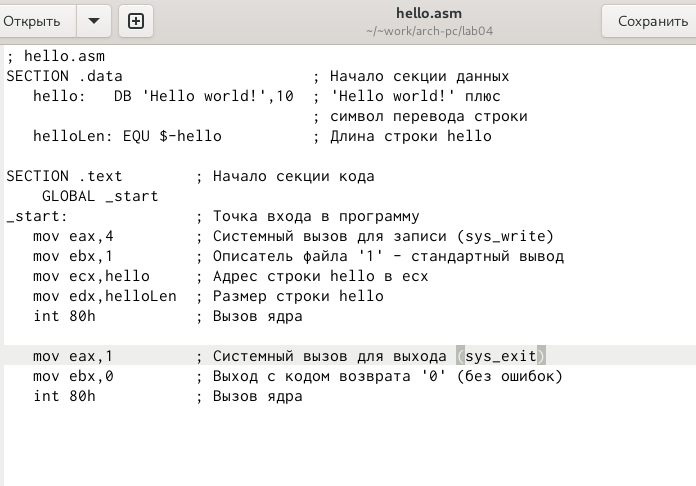 Открыть
hello.asm
~/~work/arch-pc/lab04
Сохранить
; hello.asm
SECTION .data ; Начало секции данных
hello: DB 'Hello world!',10 ; 'Hello world!' плюс
; символ перевода строки
helloLen: EQU $-hello ; Длина строки hello
SECTION .text ; Начало секции кода
GLOBAL _start
_start: ; Точка входа в программу
mov eax,4 ; Системный вызов для записи (sys_write)
mov ebx,1 ; Описатель файла '1' - стандартный вывод
mov ecx,hello ; Адрес строки hello в ecx
mov edx,helloLen ; Размер строки hello
int 80h ; Вызов ядра
mov eax,1 ; Системный вызов для выхода (sys_exit)
mov ebx,0 ; Выход с кодом возврата '0' (без ошибок)
int 80h ; Вызов ядра